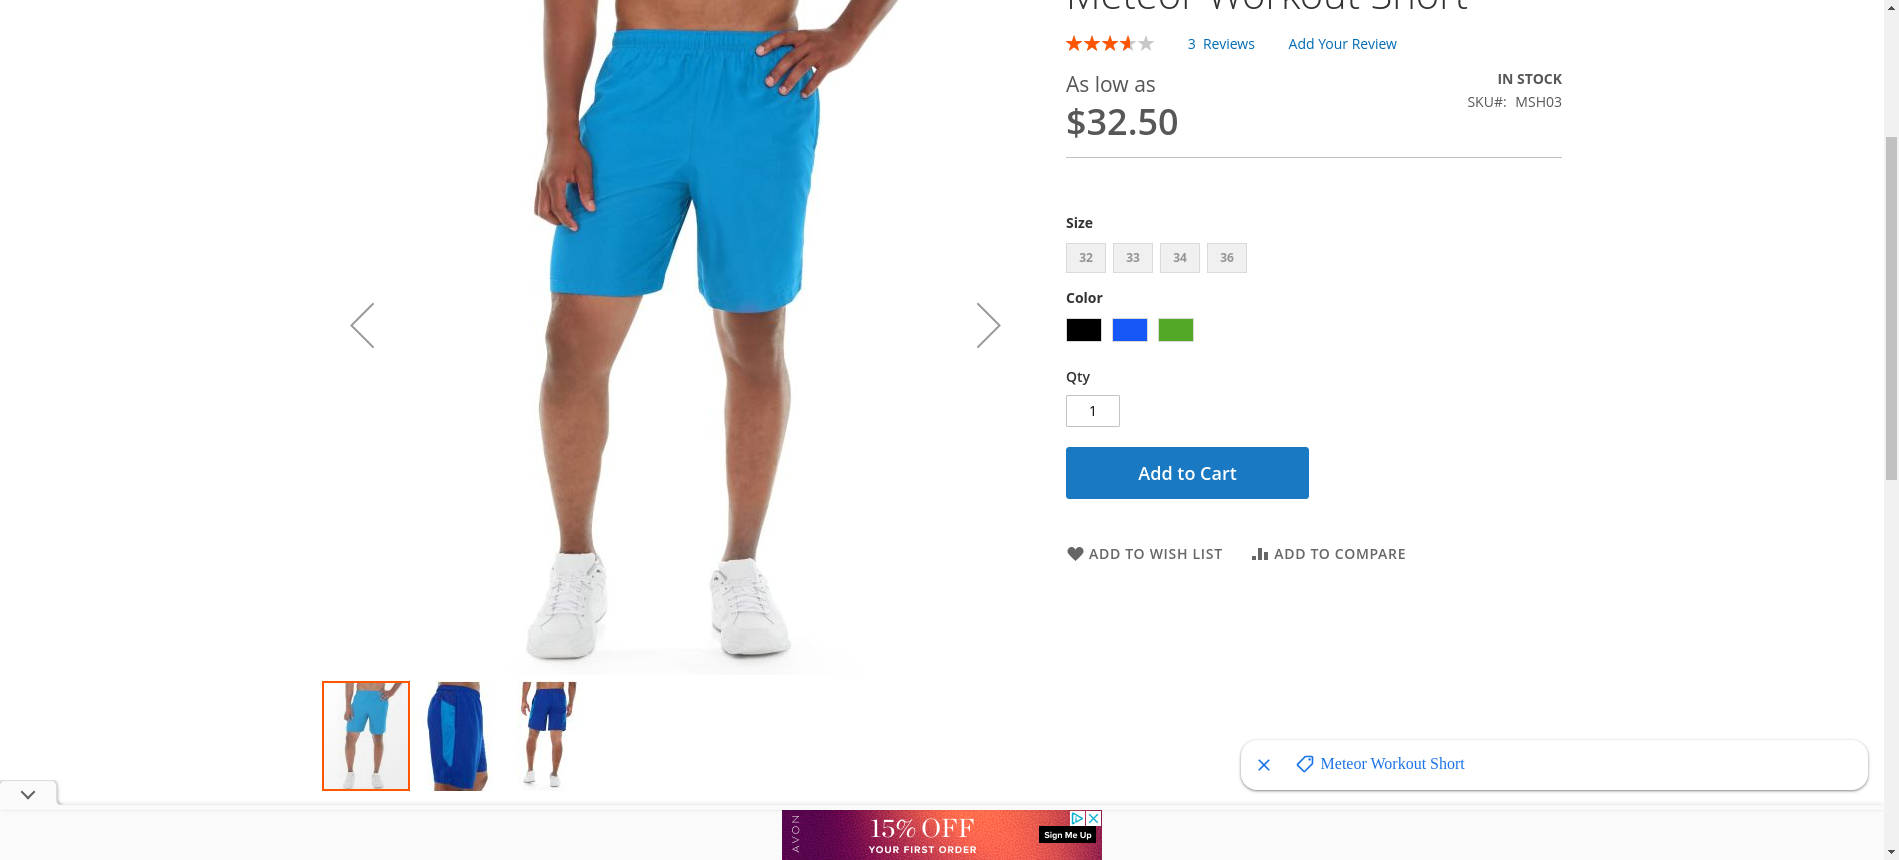 Meteor Workout Short
3 Reviews Add Your Review
As low as
$32.50
IN STOCK
SKU#: MSH03
Size
32 33 34 36
Color
Qty
1
Add to Cart
ADD TO WISH LIST ADD TO COMPARE
Meteor Workout Short
AVON
15% OFF
YOUR FIRST ORDER
Sign Me Up